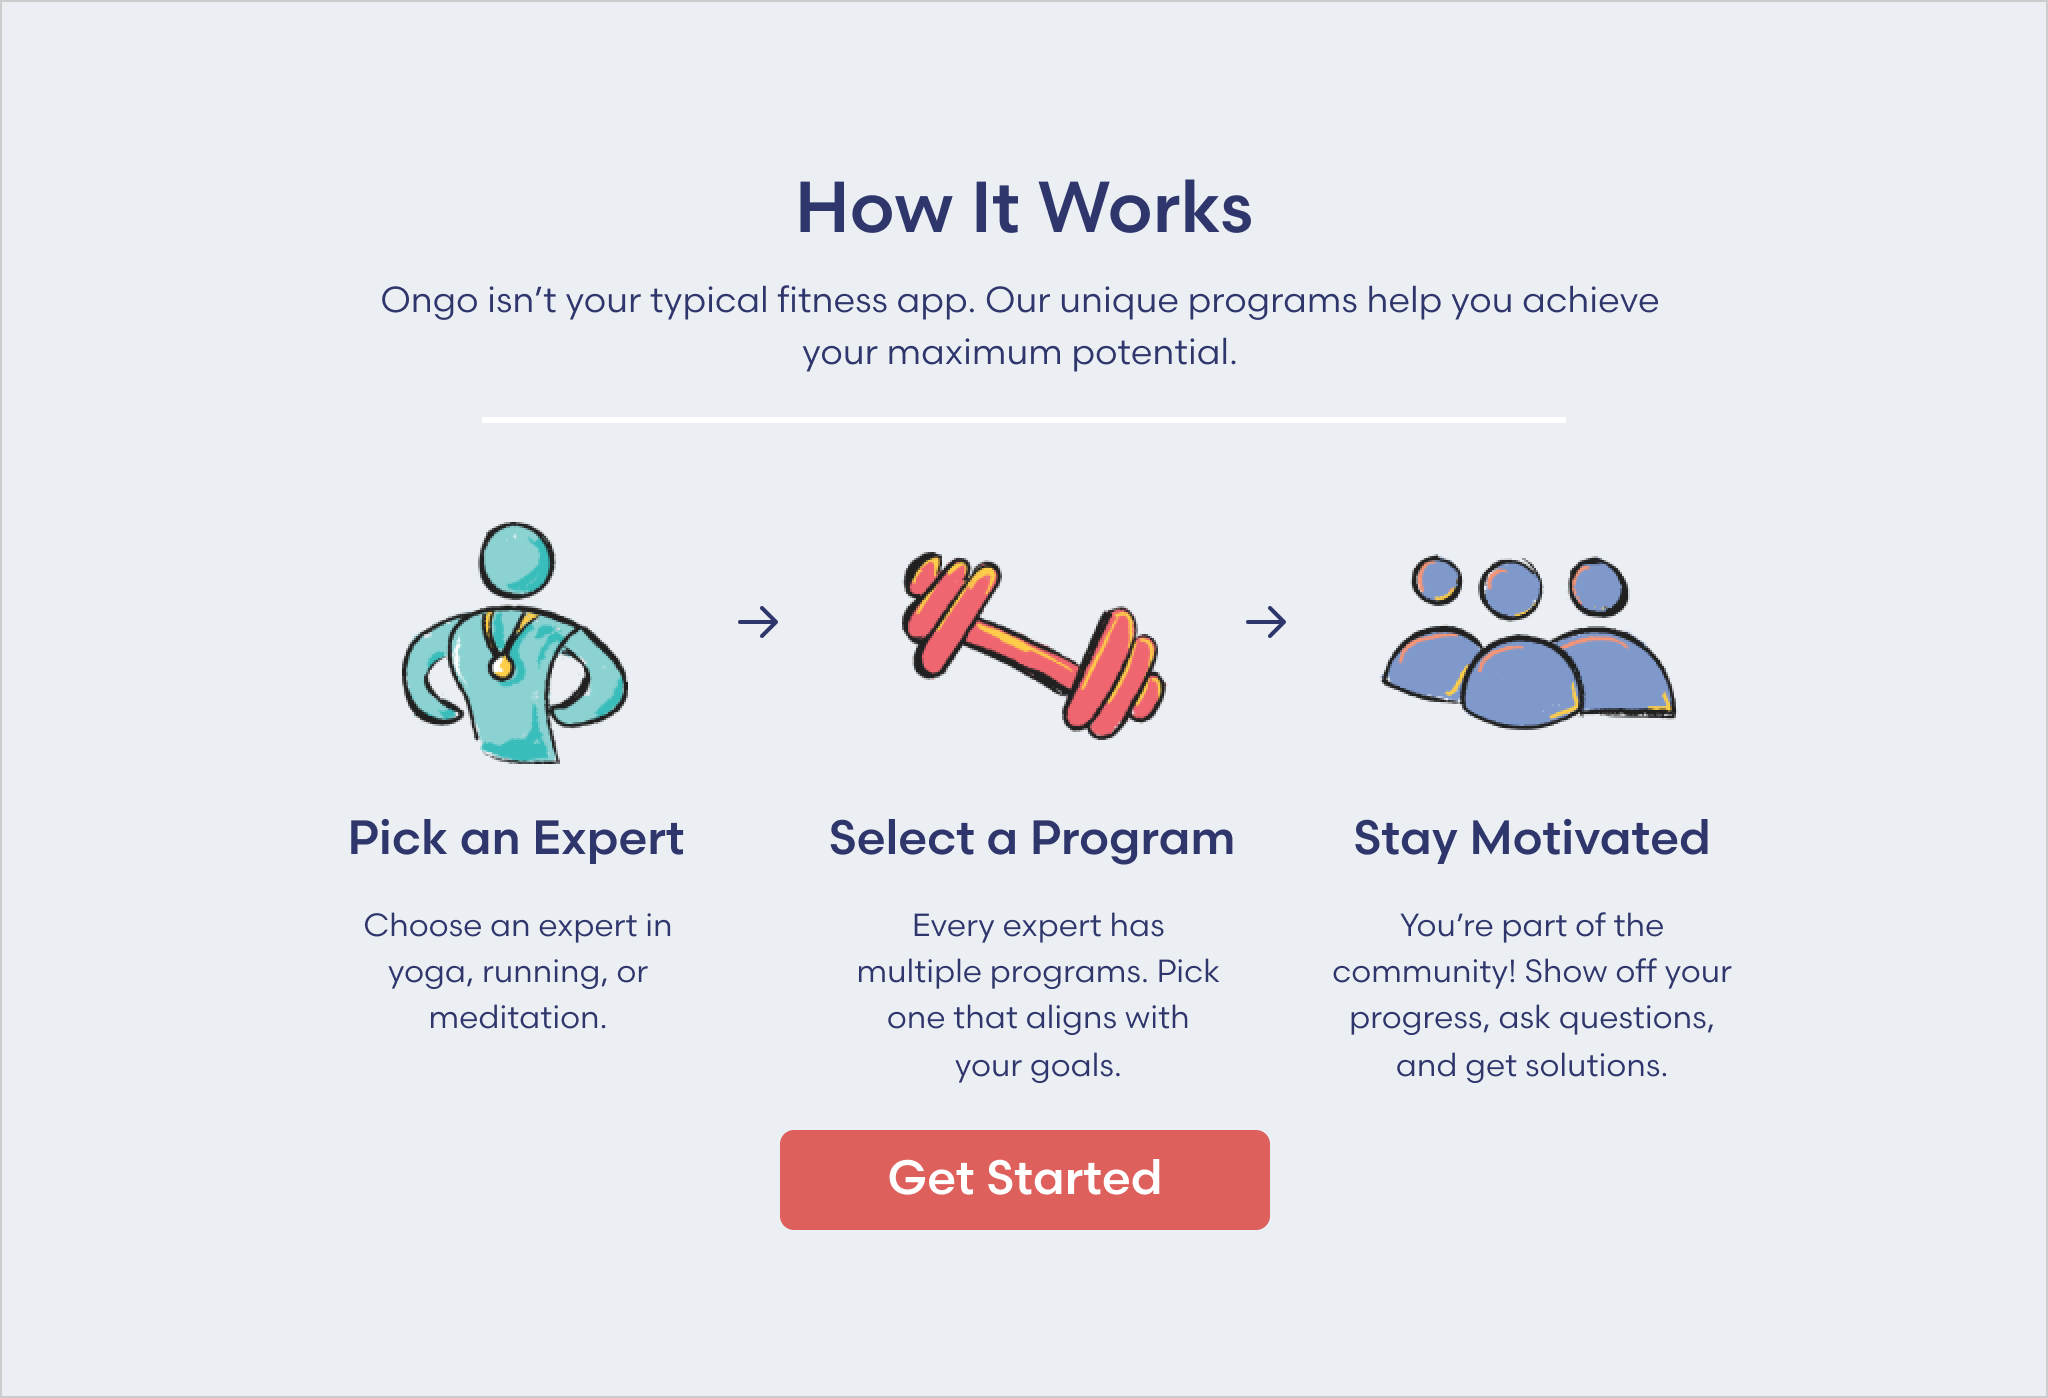 How It Works
Ongo isn’t your typical fitness app. Our unique programs help you achieve
your maximum potential.
Pick an Expert
Choose an expert in
yoga, running, or
meditation.
Select a Program
Every expert has
multiple programs. Pick
one that aligns with
your goals.
Stay Motivated
You’re part of the
community! Show off your
progress, ask questions,
and get solutions.
Get Started